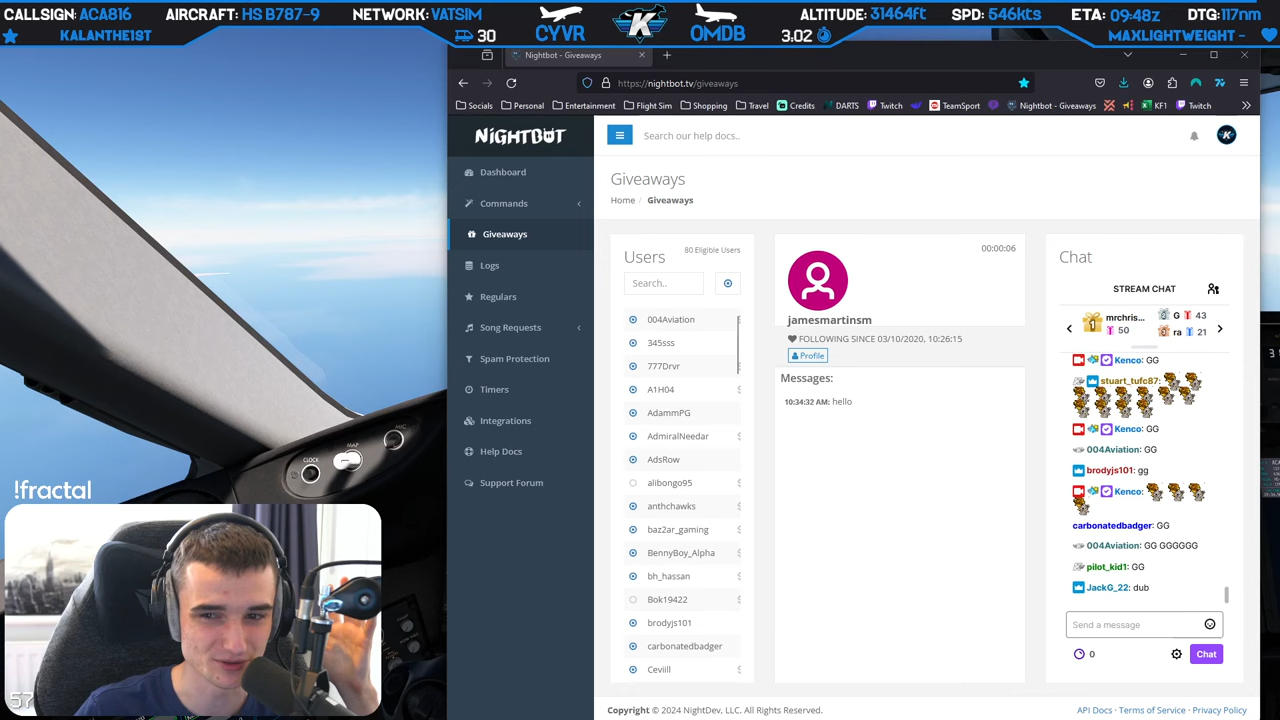 CALLSIGN: ACA816 AIRCRAFT: HS B787-9 NETWORK: VATSIM
ALTITUDE: 31464ft SPD: 546kts ETA: 09:48z DTG: 117nm
KALANTHE1ST 30 CYVR OMDB 3:02 MAXLIGHTWEIGHT -
Nightbot - Giveaways
https://nightbot.tv/giveaways
Socials Personal Entertainment Flight Sim Shopping Travel Credits DARTS Twitch TeamSport Nightbot - Giveaways KF1 Twitch
NIGHTBOT
Search our help docs..
Dashboard
Commands
Giveaways
Logs
Regulars
Song Requests
Spam Protection
Timers
Integrations
Help Docs
Support Forum
Giveaways
Home / Giveaways
Users
80 Eligible Users
Search..
004Aviation
345sss
777Drvr
A1H04
AdammPG
AdmiralNeedar
AdsRow
alibongo95
anthchawks
baz2ar_gaming
BennyBoy_Alpha
bh_hassan
Bok19422
brodyjs101
carbonatedbadger
Ceviill
00:00:06
jamesmartinsm
FOLLOWING SINCE 03/10/2020, 10:26:15
Profile
Messages:
10:34:32 AM: hello
Chat
STREAM CHAT
mrchris... 50 G 43
ra 21
Kenco: GG
stuart_tufc87:
Kenco: GG
004Aviation: GG
brodyjs101: gg
Kenco:
carbonatedbadger: GG
004Aviation: GG GGGGGG
pilot_kid1: GG
JackG_22: dub
Send a message
0
Chat
Copyright © 2024 NightDev, LLC. All Rights Reserved.
API Docs - Terms of Service - Privacy Policy
CLOCK
MAP
MIC
!fractal
57